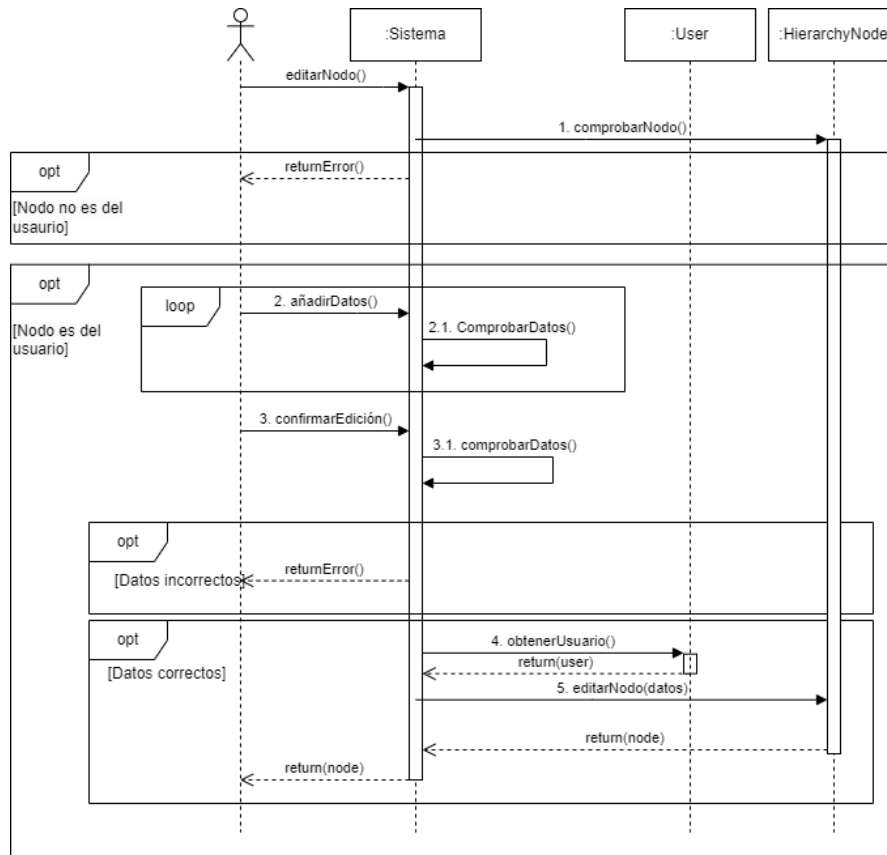 :Sistema
:User
:HierarchyNode
editarNodo()
1. comprobarNodo()
opt
returnError()
[Nodo no es del
usaurio]
opt
loop
2. añadirDatos()
[Nodo es del
usuario]
2.1. ComprobarDatos()
3. confirmarEdición()
3.1. comprobarDatos()
opt
returnError()
[Datos incorrectos]
opt
4. obtenerUsuario()
return(user)
[Datos correctos]
5. editarNodo(datos)
return(node)
return(node)